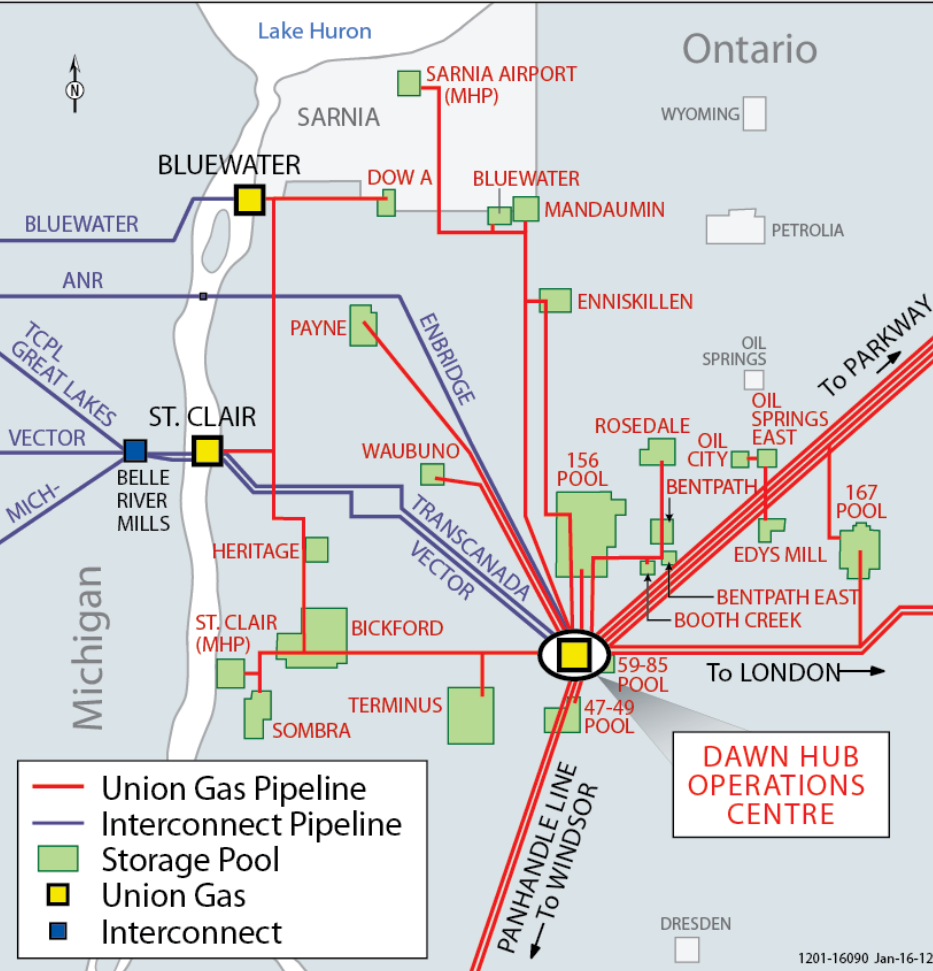 Lake Huron
Ontario
N
SARNIA AIRPORT
(MHP)
SARNIA
WYOMING
BLUEWATER
DOW A
BLUEWATER
MANDAUMIN
BLUEWATER
PETROLIA
ANR
ENNISKILLEN
PAYNE
ENBRIDGE
TCPL
GREAT LAKES
OIL
SPRINGS
To PARKWAY
ST. CLAIR
VECTOR
WAUBUNO
ROSEDALE
OIL
SPRINGS
EAST
OIL
CITY
156
POOL
BENTPATH
167
POOL
MICH-
BELLE
RIVER
MILLS
TRANSCANADA
VECTOR
HERITAGE
EDYS MILL
BENTPATH EAST
BOOTH CREEK
Michigan
ST. CLAIR
(MHP)
BICKFORD
59-85
POOL
To LONDON
TERMINUS
47-49
POOL
SOMBRA
DAWN HUB
OPERATIONS
CENTRE
PANHANDLE LINE
To WINDSOR
Union Gas Pipeline
Interconnect Pipeline
Storage Pool
Union Gas
Interconnect
DRESDEN
1201-16090 Jan-16-12